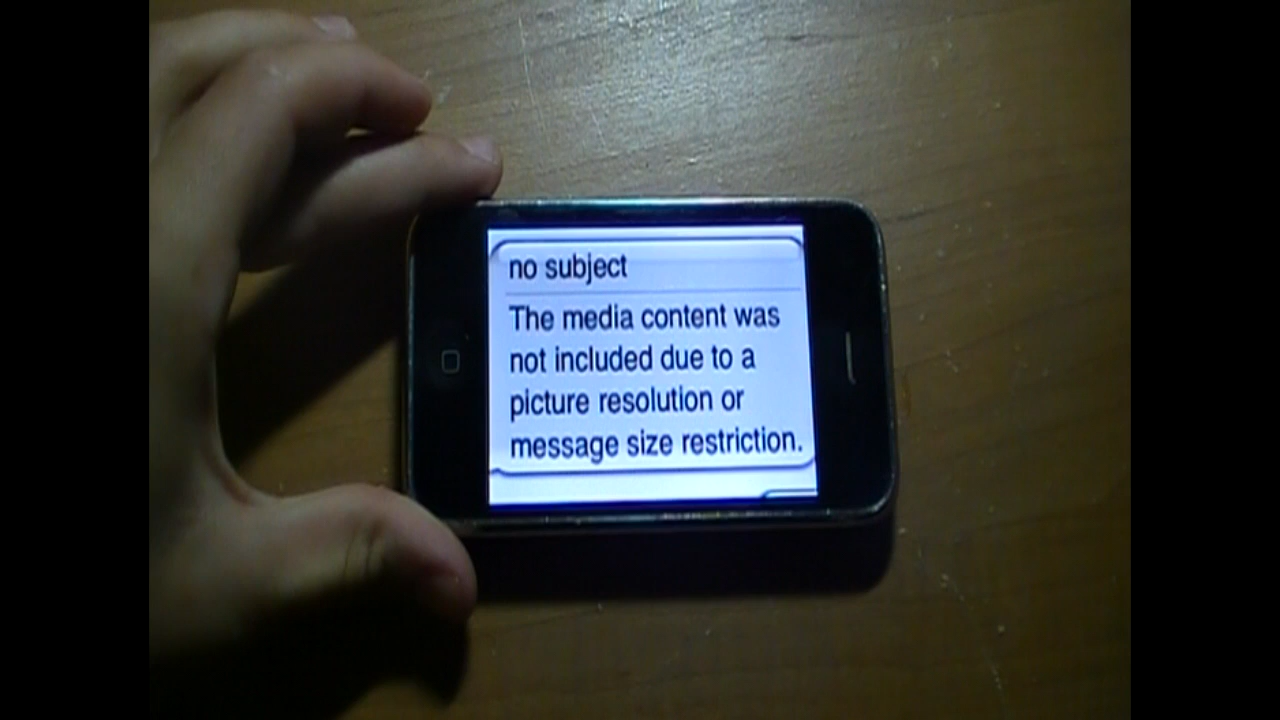 no subject
The media content was
not included due to a
picture resolution or
message size restriction.